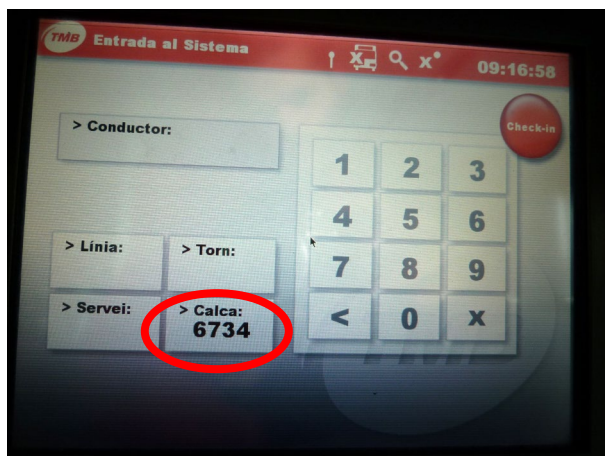 TMB Entrada al Sistema
09:16:58
Check-in
> Conductor:
1 2 3
4 5 6
> Línia: > Torn:
7 8 9
> Servei: > Calca:
6734
< 0 X